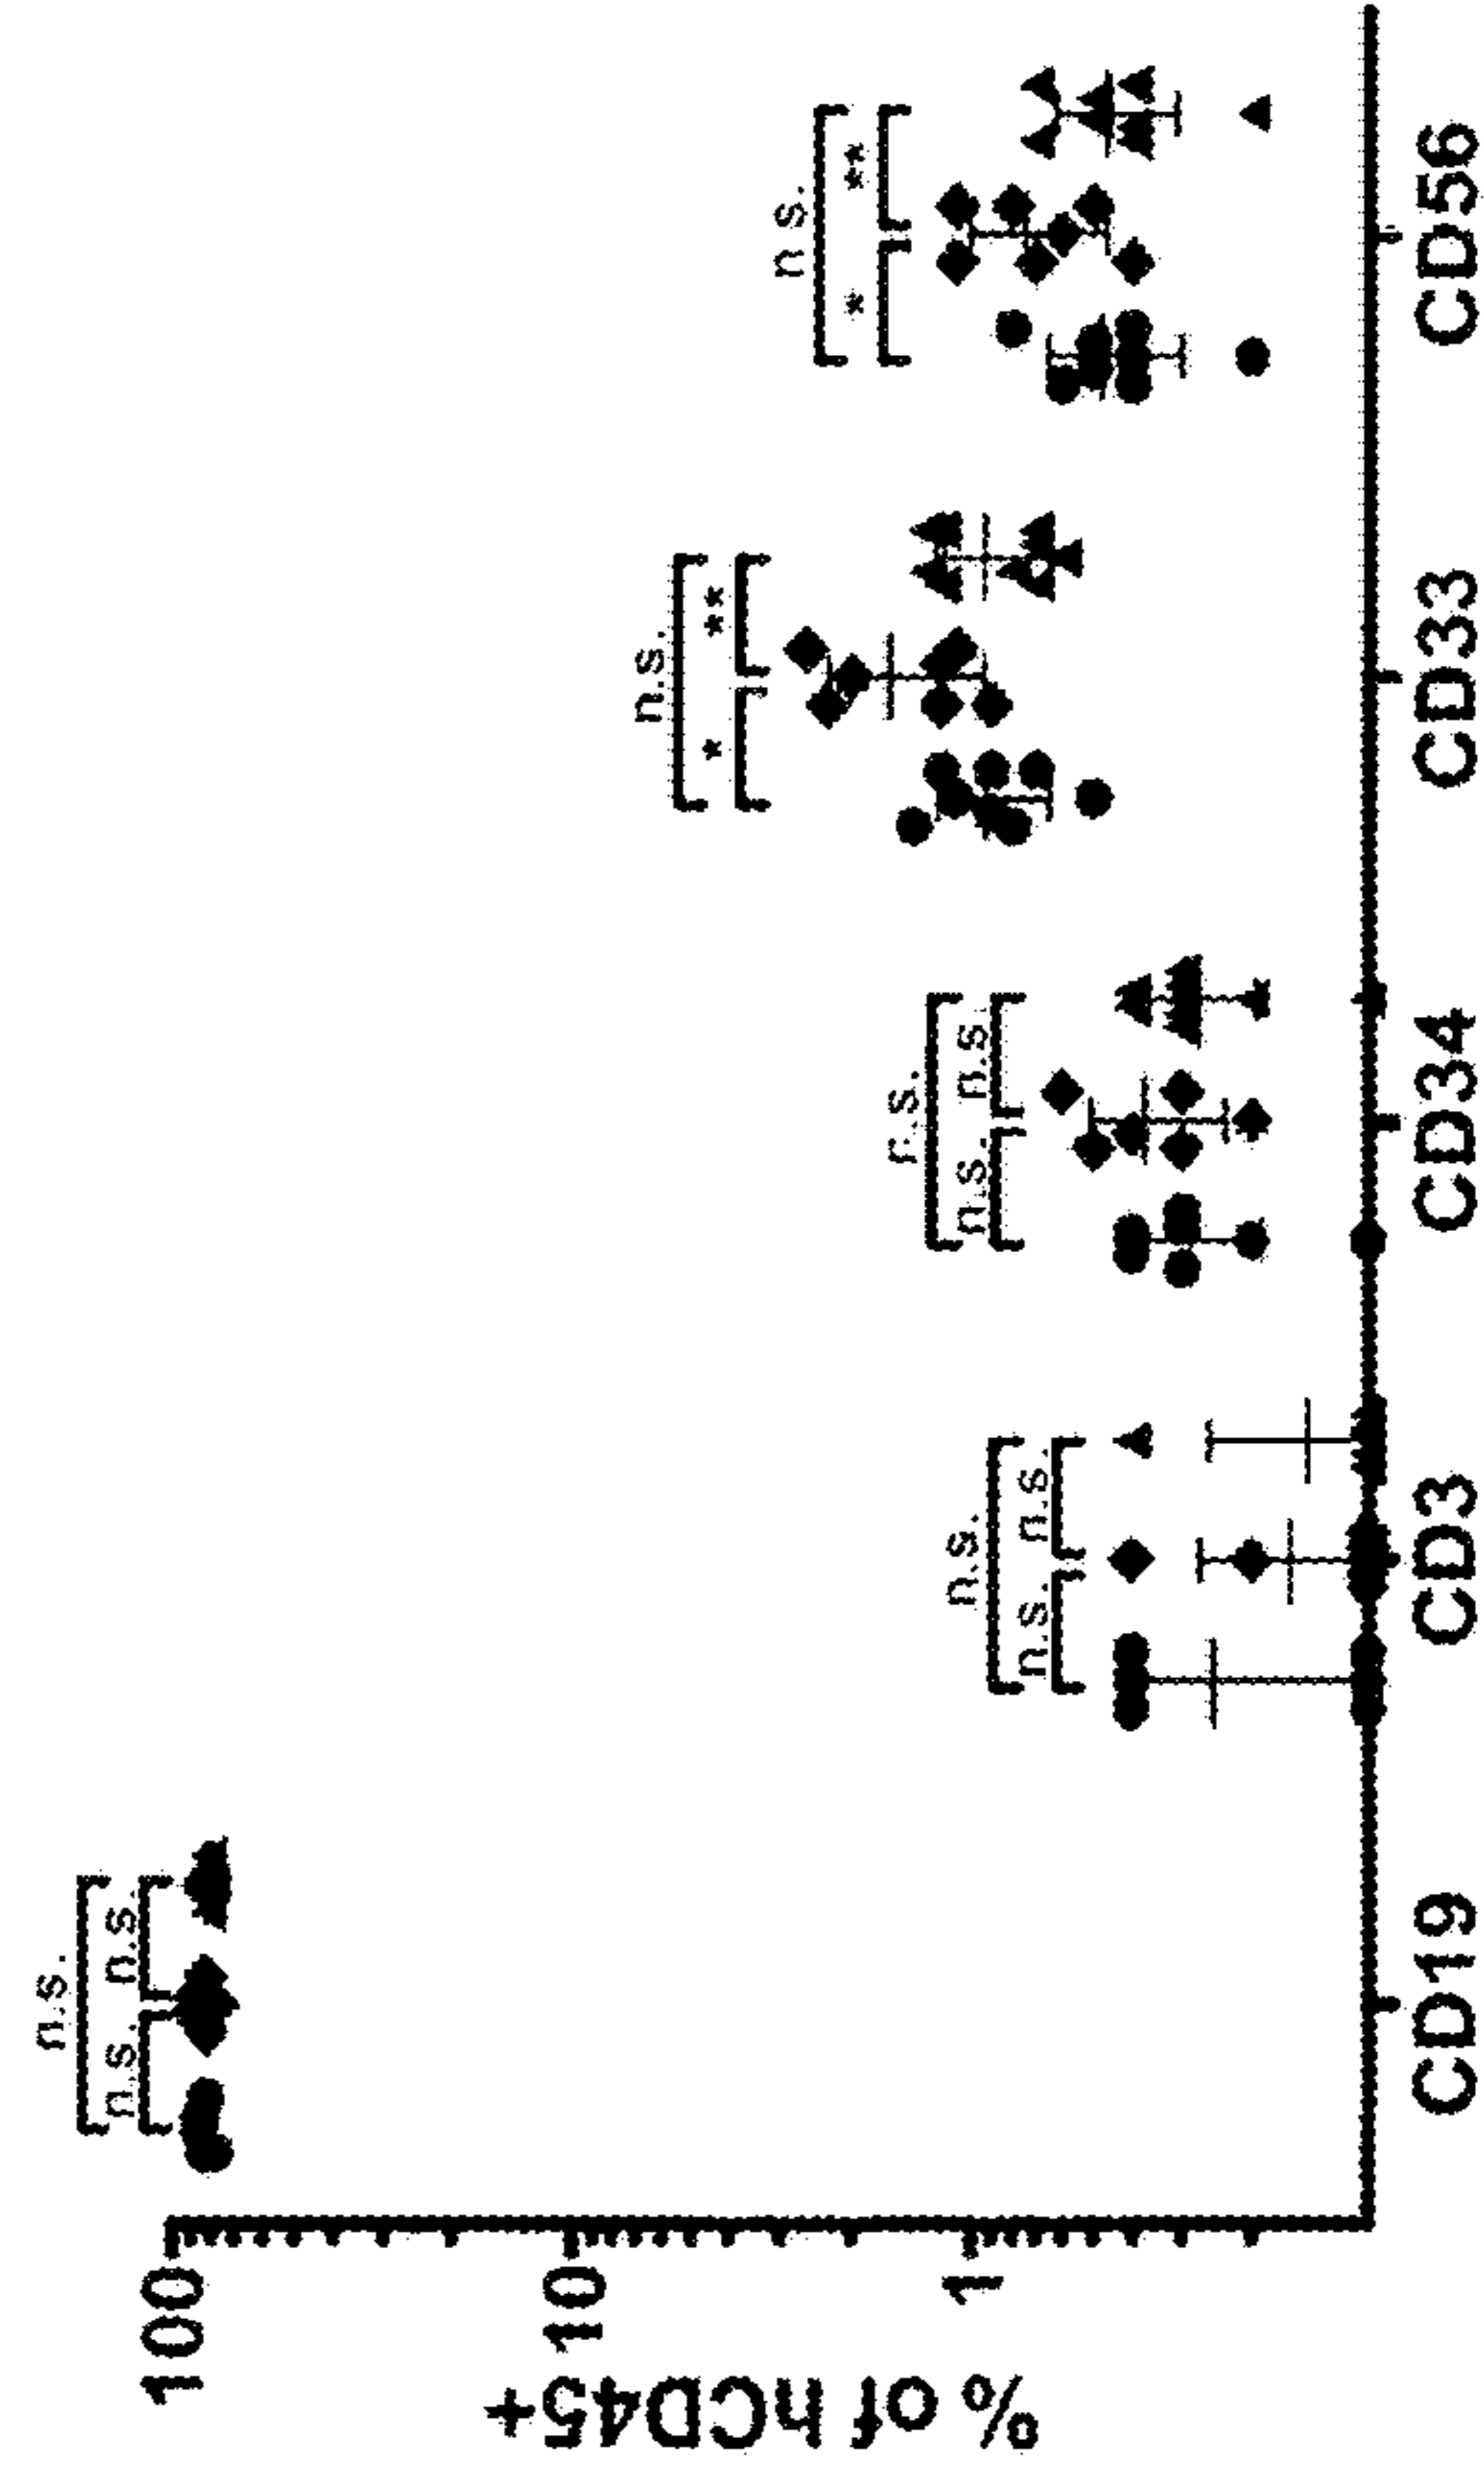 % of hCD45+
100
10
1
n.s.
n.s n.s.
n.s.
n.s. n.s.
r.s.
n.s. n.s
n.s.
* **
n s.
* **
CD19 CD3 CD34 CD33 CD56